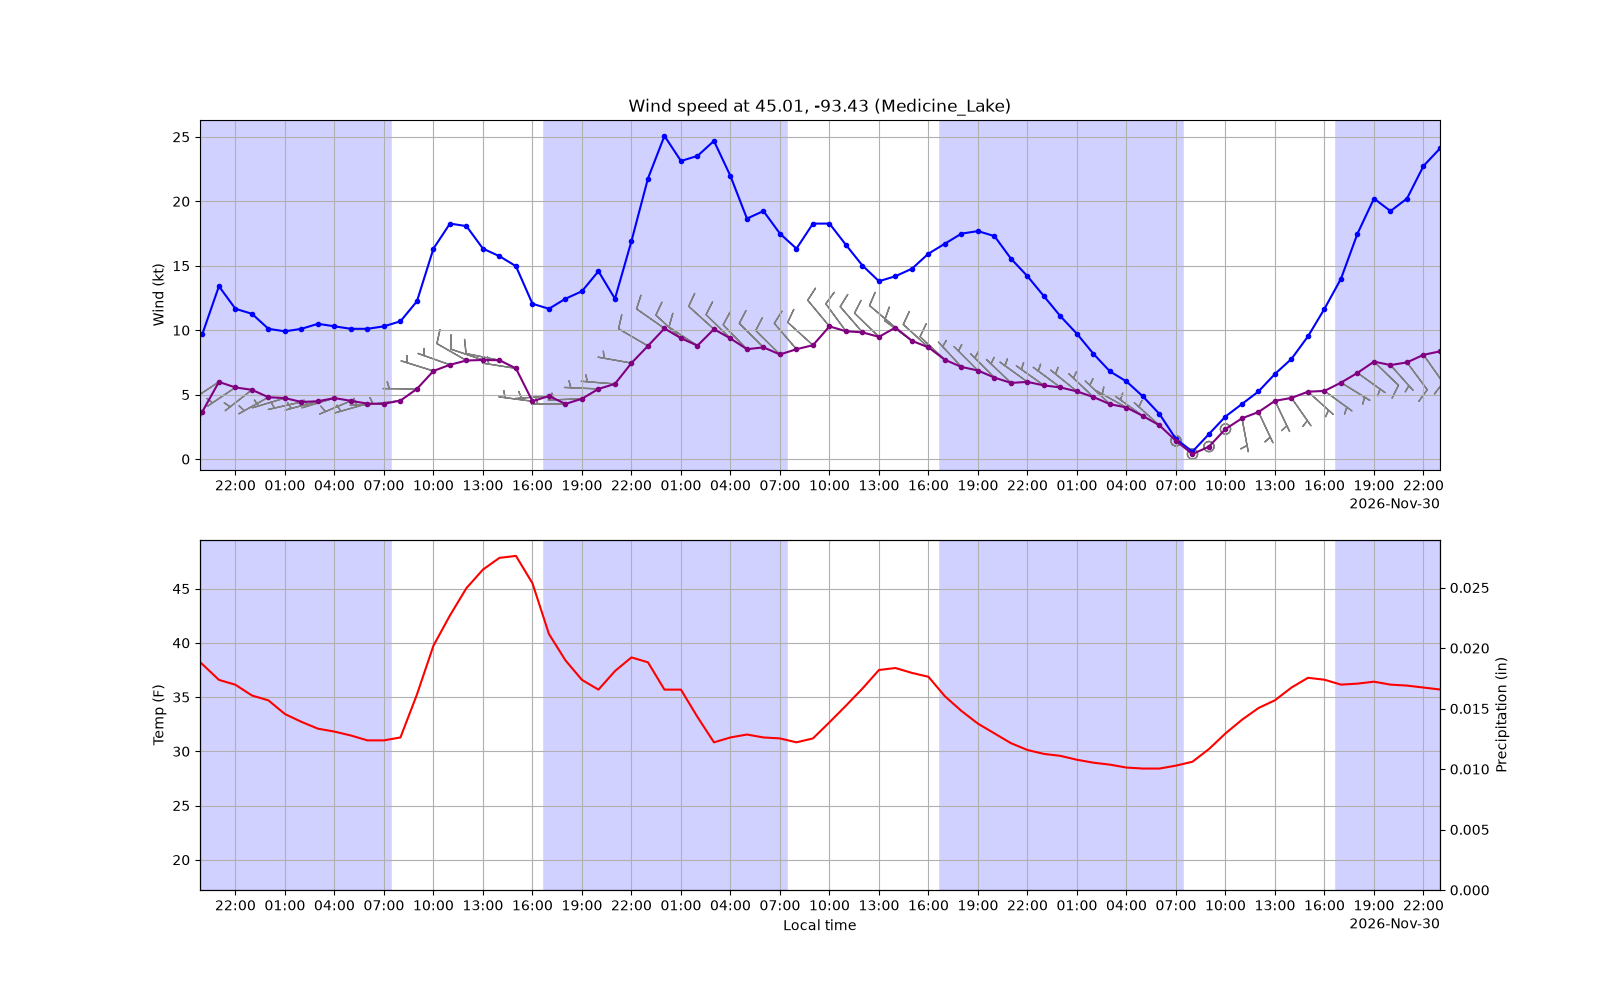 Wind speed at 45.01, -93.43 (Medicine_Lake)
25
20
15
10
5
0
Wind (kt)
22:00 01:00 04:00 07:00 10:00 13:00 16:00 19:00 22:00 01:00 04:00 07:00 10:00 13:00 16:00 19:00 22:00 01:00 04:00 07:00 10:00 13:00 16:00 19:00 22:00
2026-Nov-30
45
40
35
30
25
20
Temp (F)
0.025
0.020
0.015
0.010
0.005
0.000
Precipitation (in)
22:00 01:00 04:00 07:00 10:00 13:00 16:00 19:00 22:00 01:00 04:00 07:00 10:00 13:00 16:00 19:00 22:00 01:00 04:00 07:00 10:00 13:00 16:00 19:00 22:00
Local time
2026-Nov-30